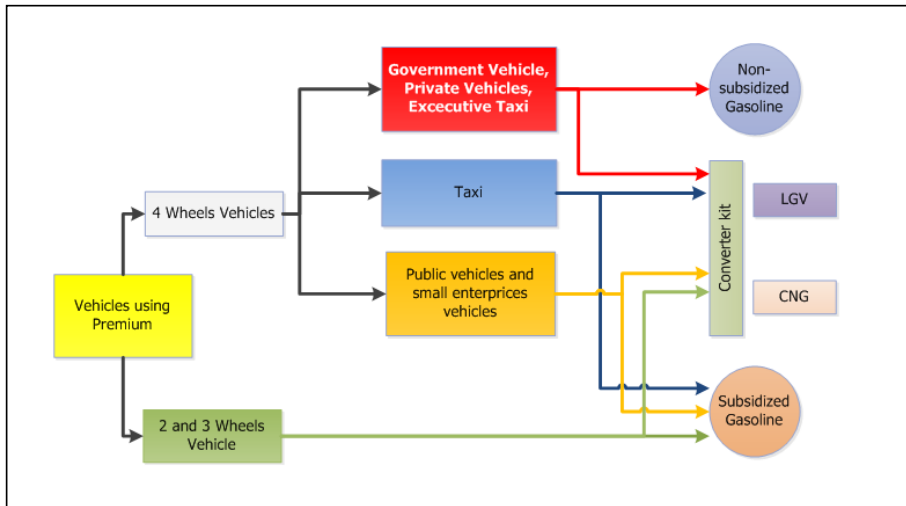 Government Vehicle,
Private Vehicles,
Excecutive Taxi
Non-
subsidized
Gasoline
4 Wheels Vehicles
Taxi
Converter kit
LGV
Vehicles using
Premium
Public vehicles and
small enterprices
vehicles
CNG
2 and 3 Wheels
Vehicle
Subsidized
Gasoline